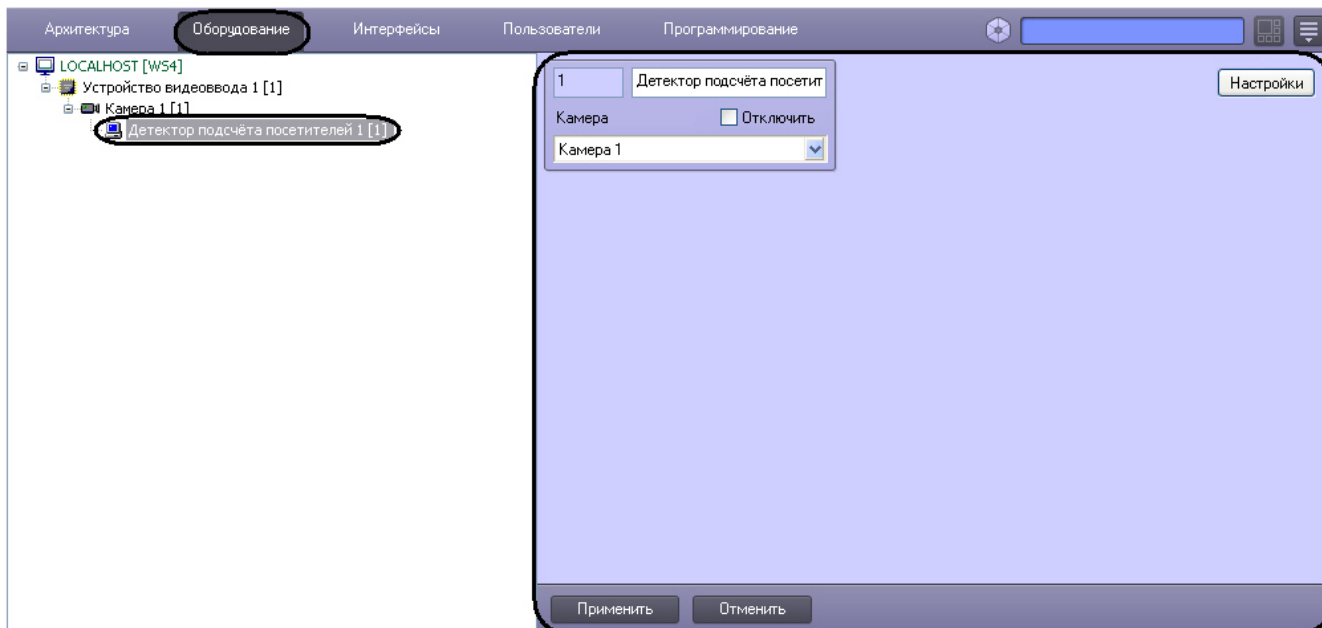 Архитектура Оборудование Интерфейсы Пользователи Программирование
LOCALHOST [WS4]
Устройство видеоввода 1 [1]
Камера 1 [1]
Детектор подсчёта посетителей 1 [1]
1 Детектор подсчёта посетит
Настройки
Камера Отключить
Камера 1
Применить Отменить